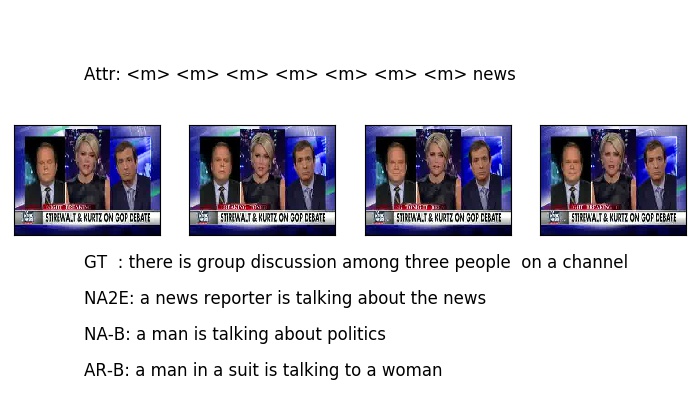 Attr: <m> <m> <m> <m> <m> <m> <m> news
STIREWALT & KURTZ ON GOP DEBATE
STIREWALT & KURTZ ON GOP DEBATE
STIREWALT & KURTZ ON GOP DEBATE
STIREWALT & KURTZ ON GOP DEBATE
GT : there is group discussion among three people on a channel
NA2E: a news reporter is talking about the news
NA-B: a man is talking about politics
AR-B: a man in a suit is talking to a woman